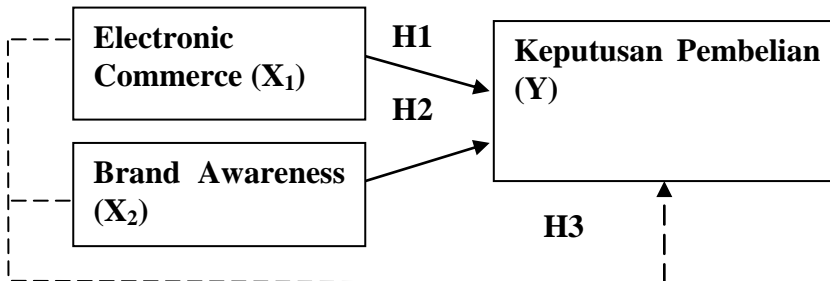 Electronic
Commerce (X₁)
H1
Keputusan Pembelian
(Y)
H2
Brand Awareness
(X₂)
H3